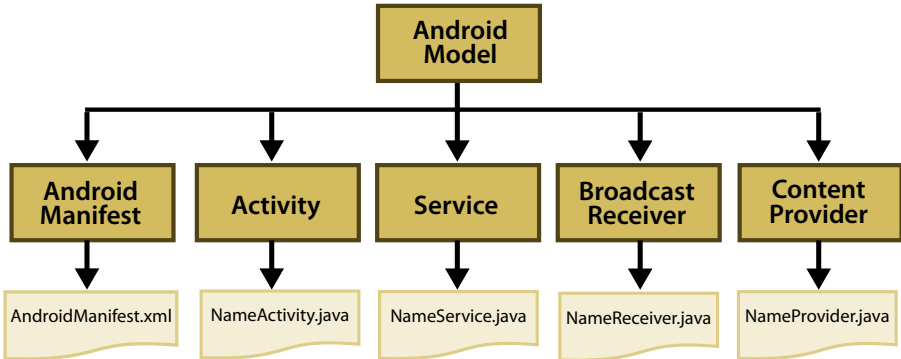 Android
Model
Android
Manifest
Activity
Service
Broadcast
Receiver
Content
Provider
AndroidManifest.xml
NameActivity.java
NameService.java
NameReceiver.java
NameProvider.java